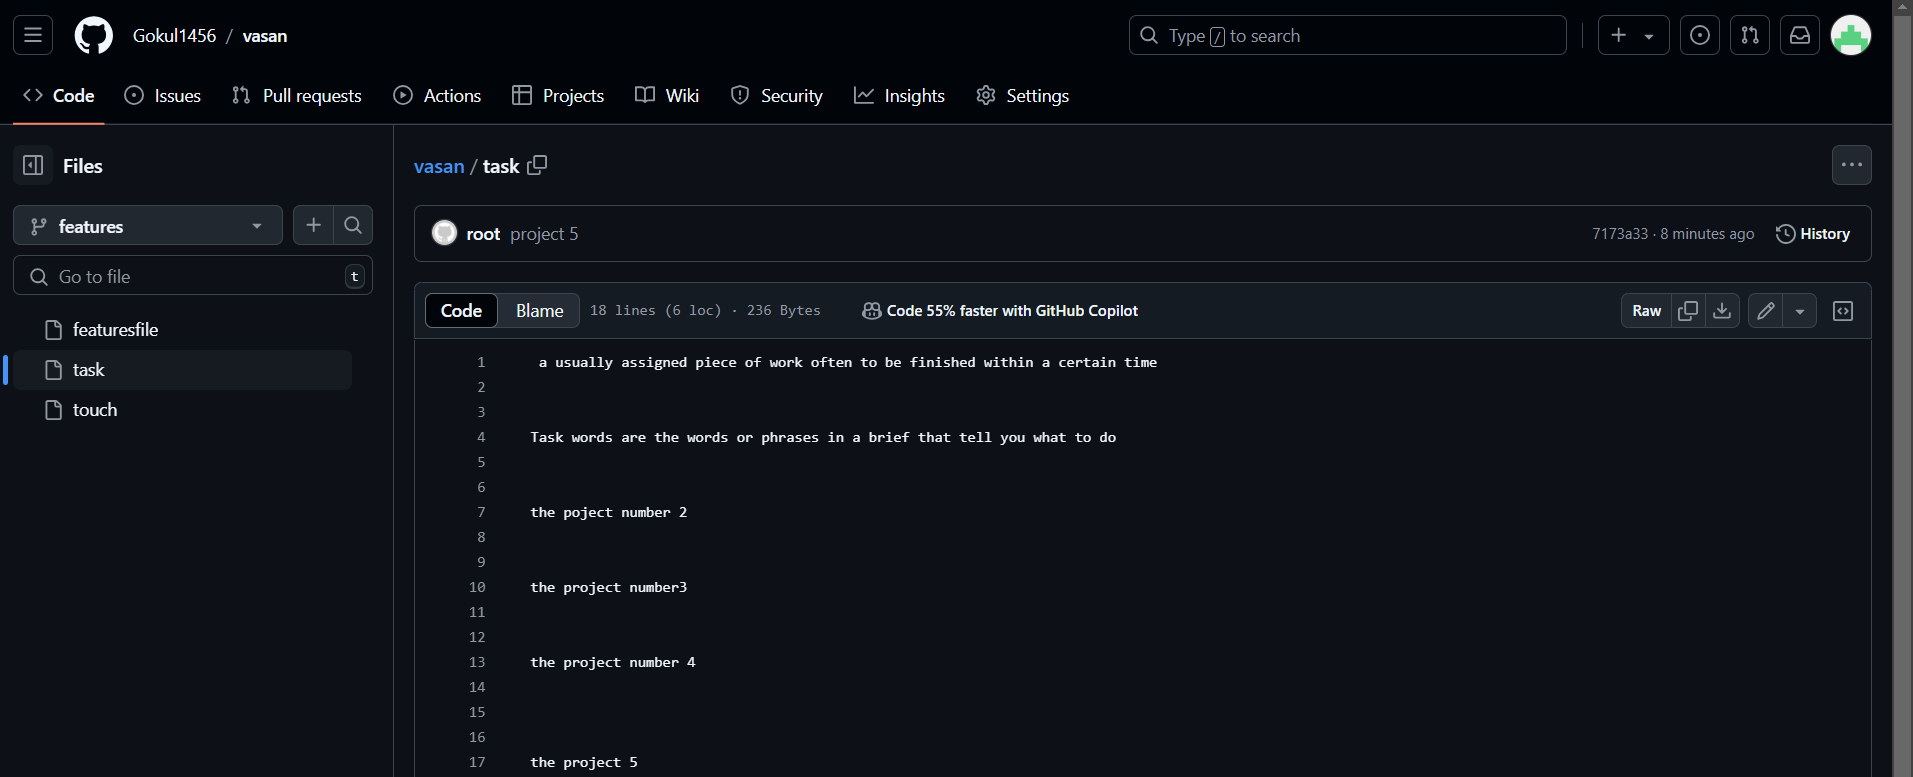 Gokul1456 / vasan
Type / to search
Code Issues Pull requests Actions Projects Wiki Security Insights Settings
Files
features
Go to file t
featuresfile
task
touch
vasan / task
root project 5 7173a33 · 8 minutes ago History
Code Blame 18 lines (6 loc) · 236 Bytes Code 55% faster with GitHub Copilot Raw
1 a usually assigned piece of work often to be finished within a certain time
2
3
4 Task words are the words or phrases in a brief that tell you what to do
5
6
7 the poject number 2
8
9
10 the project number3
11
12
13 the project number 4
14
15
16
17 the project 5